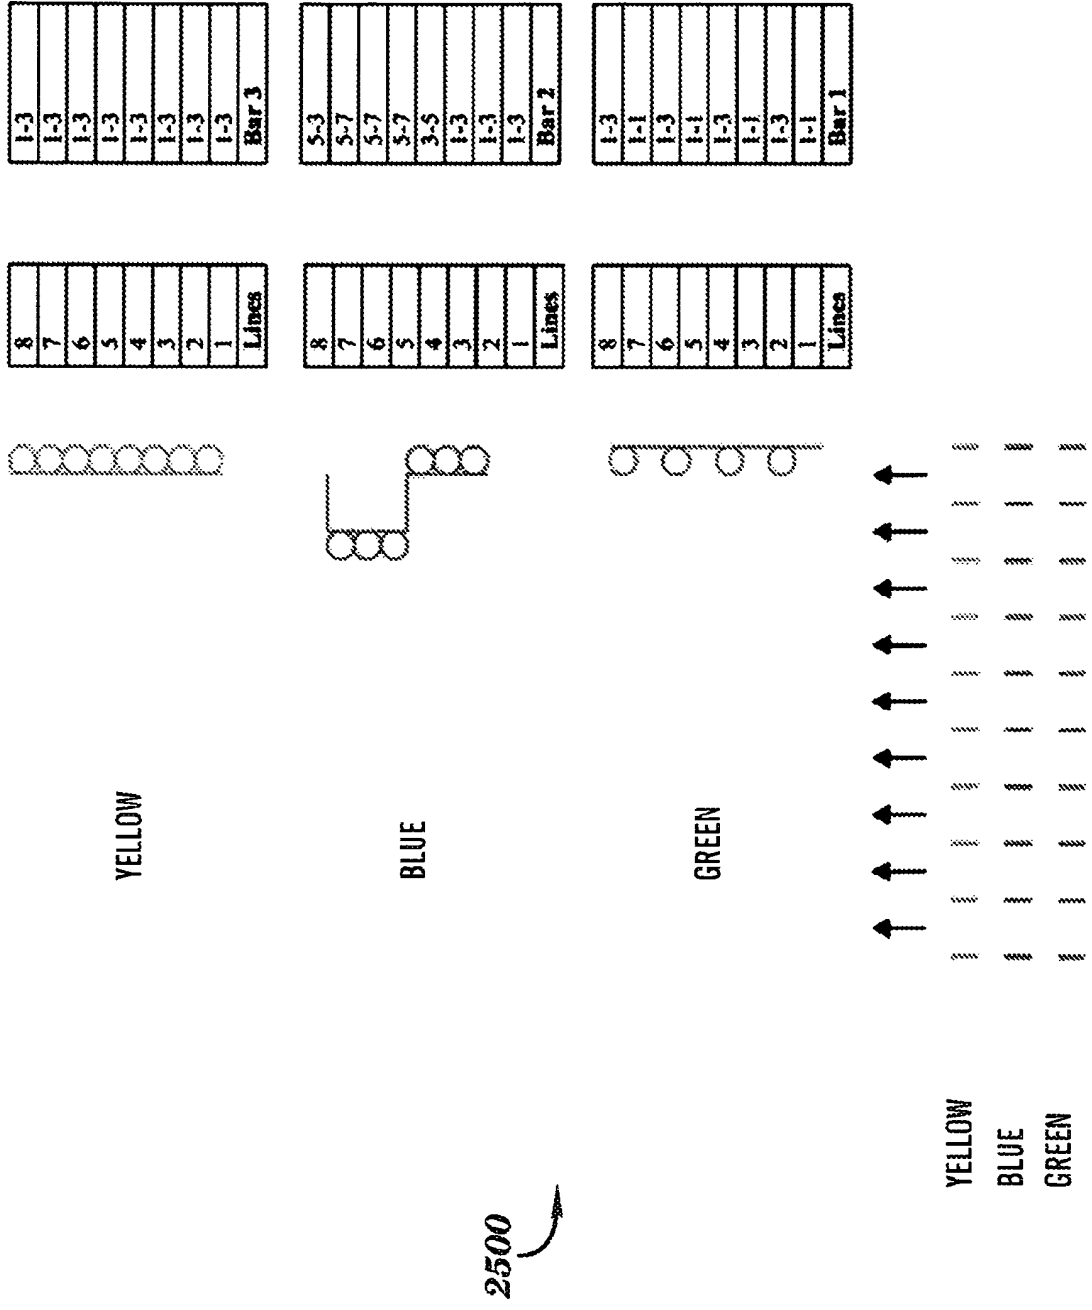 YELLOW
8 1-3
7 1-3
6 1-3
5 1-3
4 1-3
3 1-3
2 1-3
1 1-3
Lines Bar 3
2500
BLUE
8 5-3
7 5-7
6 5-7
5 5-7
4 3-5
3 1-3
2 1-3
1 1-3
Lines Bar 2
GREEN
8 1-3
7 1-1
6 1-3
5 1-1
4 1-3
3 1-1
2 1-3
1 1-1
Lines Bar 1
YELLOW
BLUE
GREEN